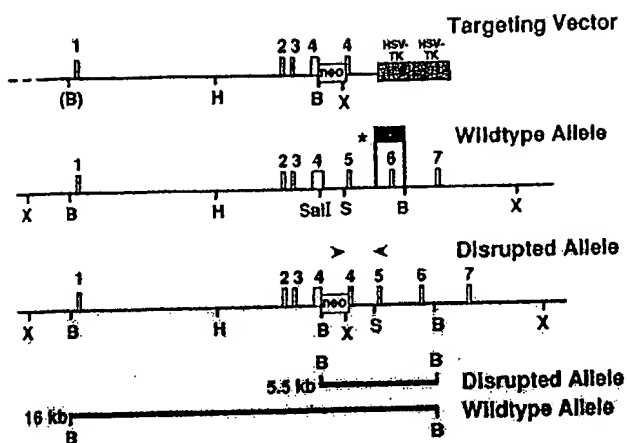 Targeting Vector
1 2 3 4 4 HSV-TK HSV-TK
neo
(B) H B X
Wildtype Allele
*
1 2 3 4 5 6 7
X B H SalI S B X
Disrupted Allele
1 2 3 4 4 5 6 7
neo
X B H B X S B X
B B
5.5 kb Disrupted Allele
16 kb Wildtype Allele
B B